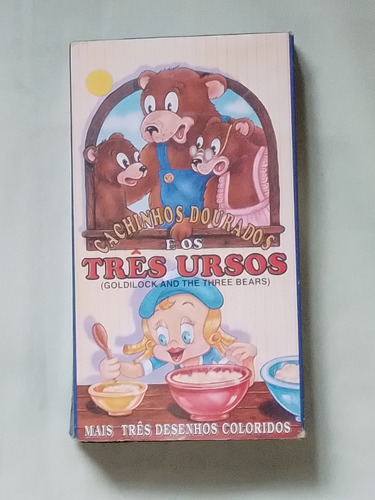 CACHINHOS DOURADOS
E OS
TRÊS URSOS
(GOLDILOCK AND THE THREE BEARS)
MAIS TRÊS DESENHOS COLORIDOS